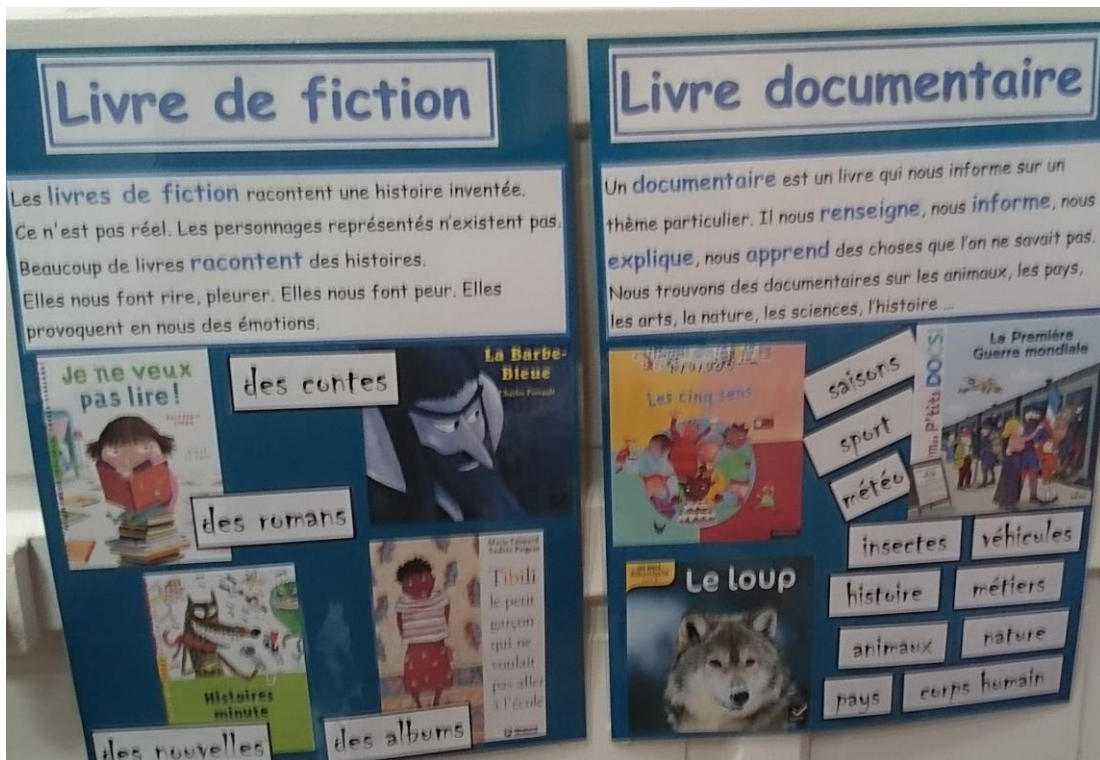 Livre de fiction
Les livres de fiction racontent une histoire inventée.
Ce n'est pas réel. Les personnages représentés n'existent pas.
Beaucoup de livres racontent des histoires.
Elles nous font rire, pleurer. Elles nous font peur. Elles
provoquent en nous des émotions.
Je ne veux
pas lire !
des contes
La Barbe-
Bleue
Charles Perrault
des romans
Histoires
minute
des nouvelles
Tibili
le petit
garçon
qui ne
voulait
pas aller
à l'école
des albums
Livre documentaire
Un documentaire est un livre qui nous informe sur un
thème particulier. Il nous renseigne, nous informe, nous
explique, nous apprend des choses que l'on ne savait pas.
Nous trouvons des documentaires sur les animaux, les pays,
les arts, la nature, les sciences, l'histoire ...
Les cinq sens
saisons
sport
météo
mes p'tits DOCS
La Première
Guerre mondiale
insectes
véhicules
Le loup
histoire
métiers
animaux
nature
pays
corps humain